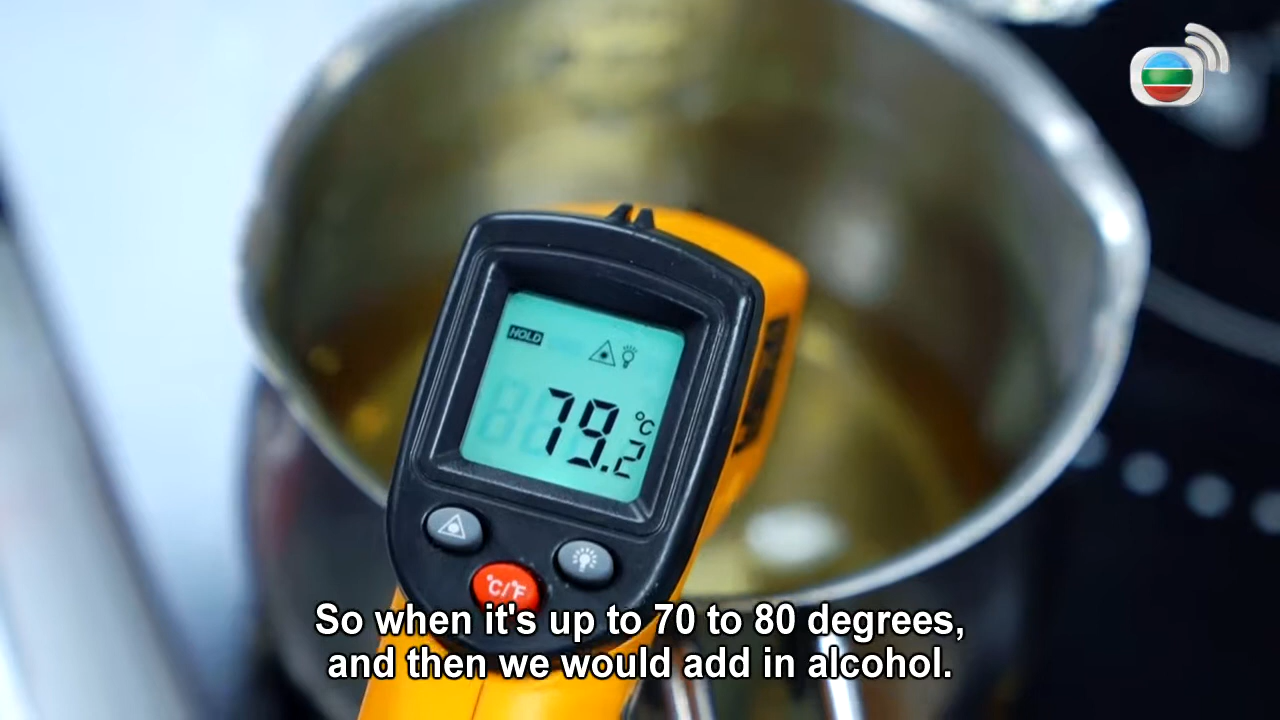 HOLD
79.2 °C
°C/°F
So when it's up to 70 to 80 degrees,
and then we would add in alcohol.